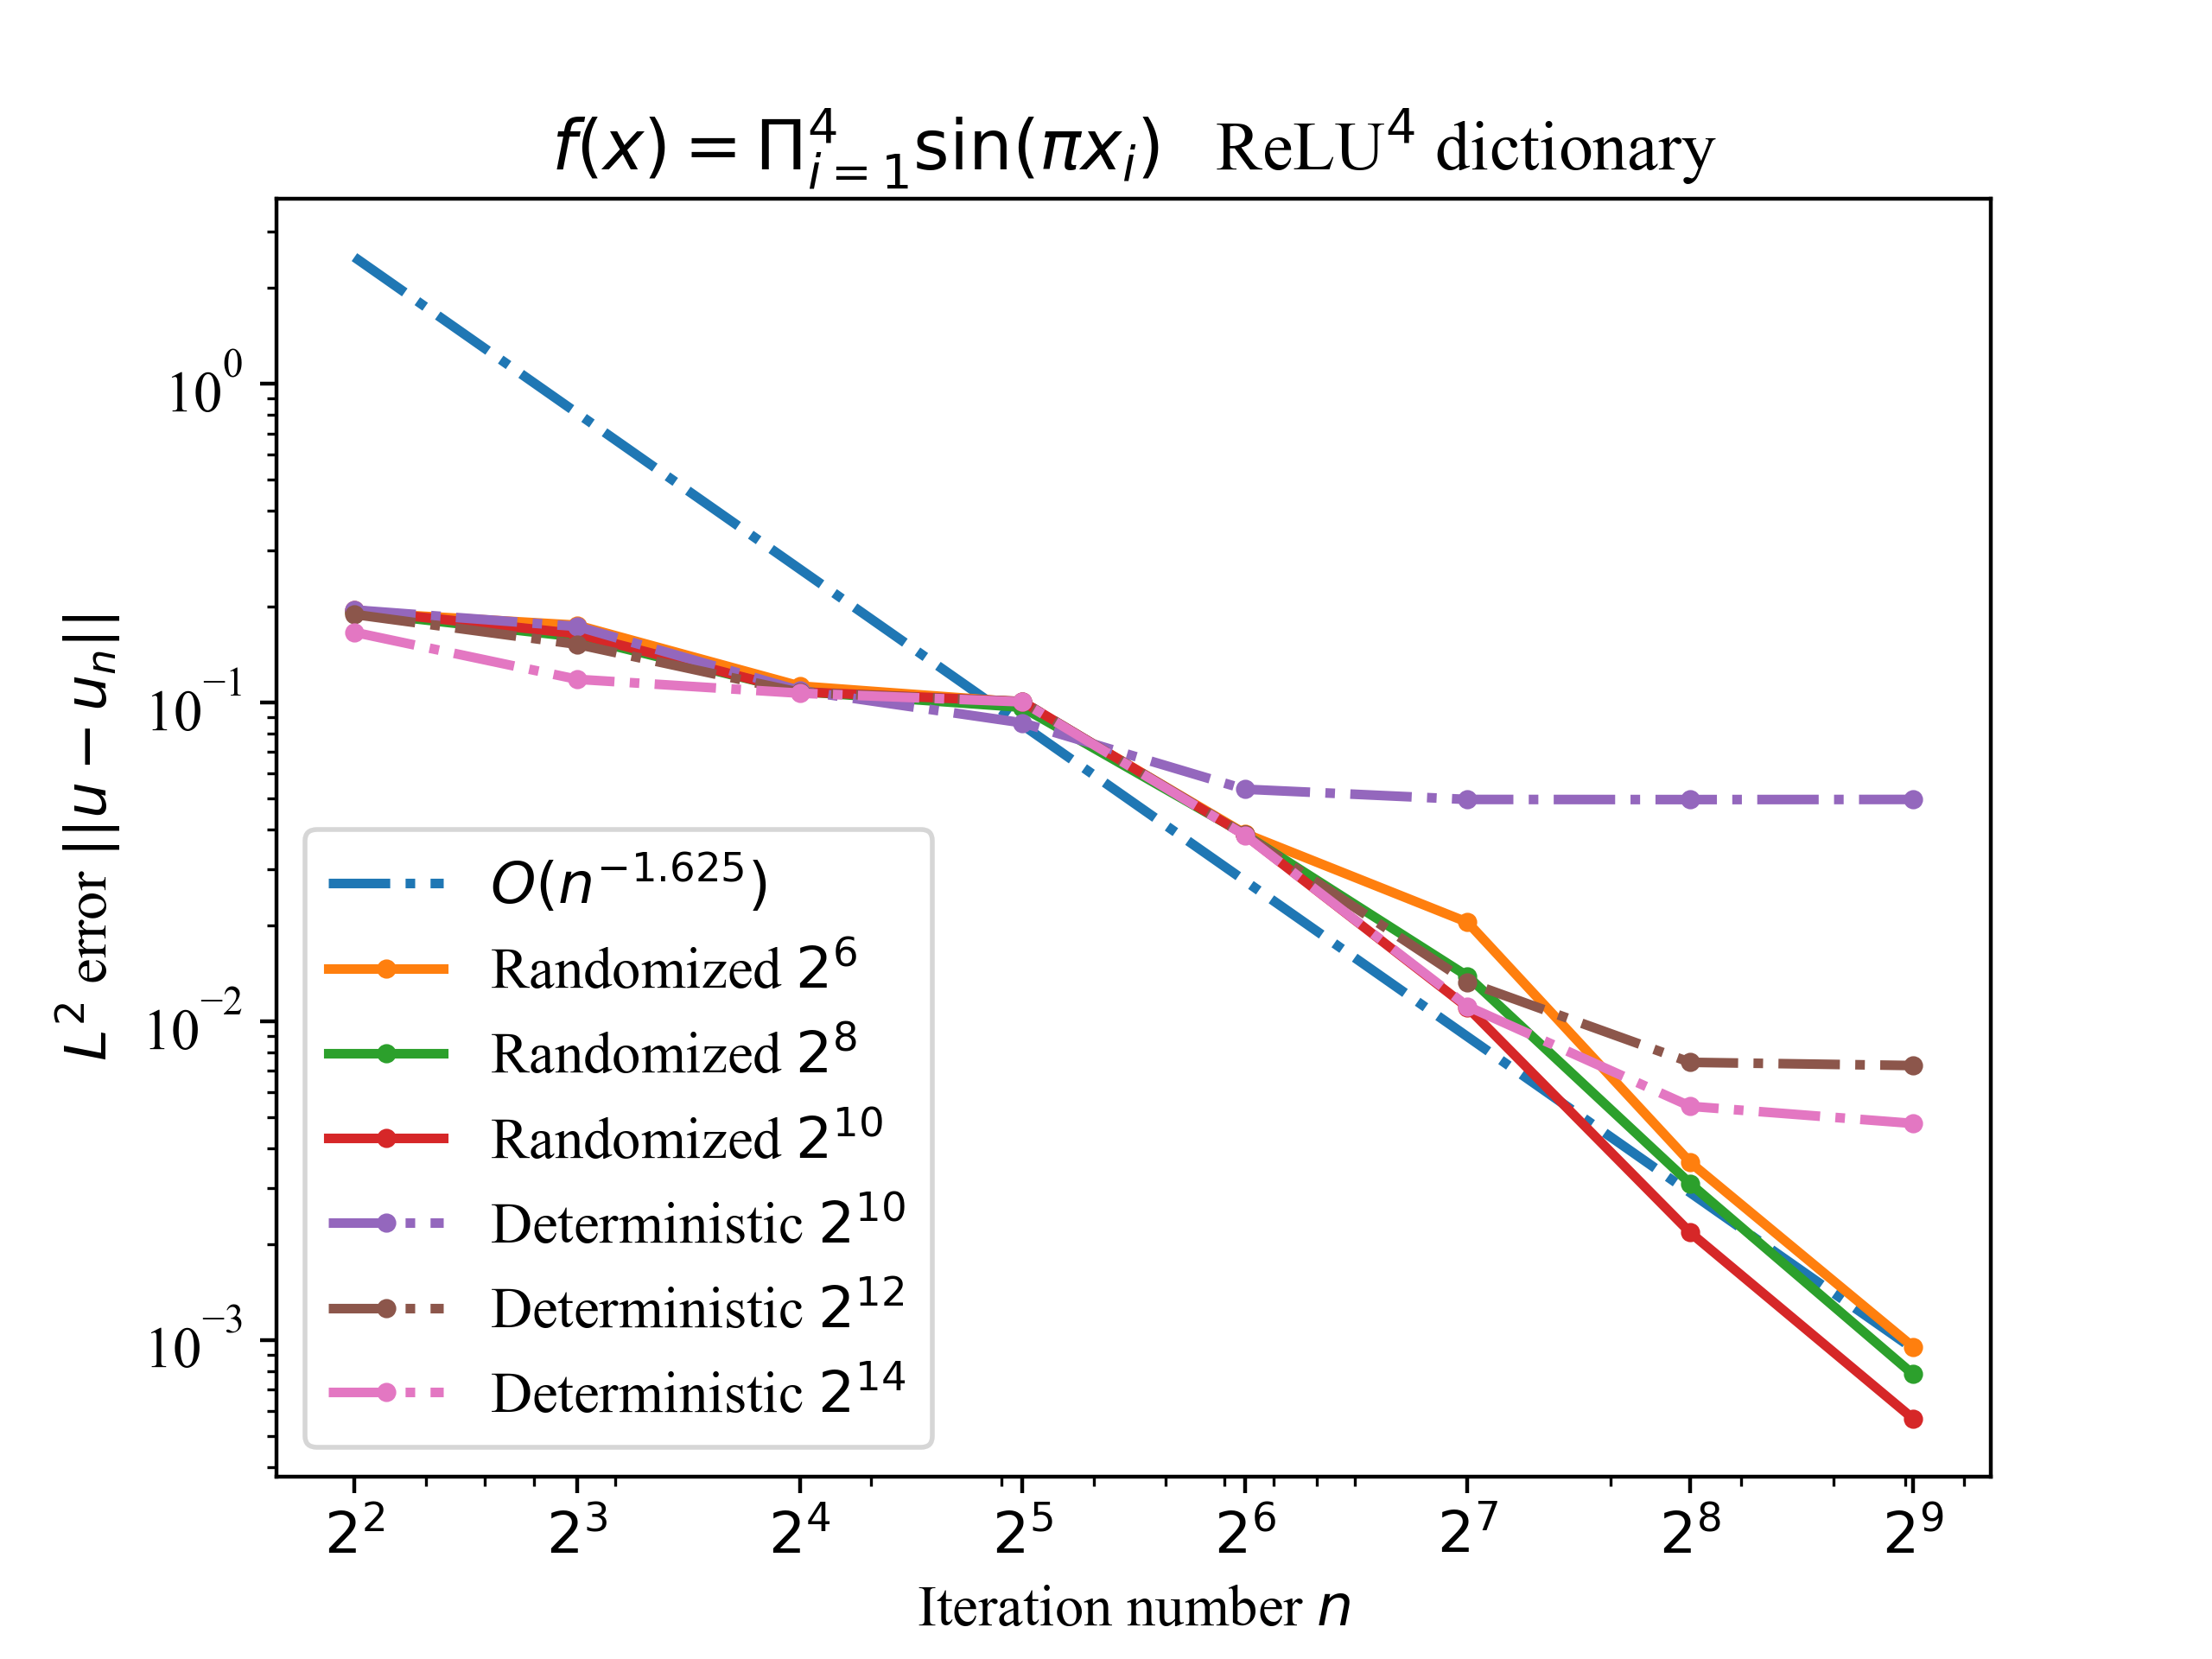 f(x) = Π⁴ᵢ₌₁sin(πxᵢ) ReLU⁴ dictionary
L² error ||u − uₙ||
10⁰
10⁻¹
10⁻²
10⁻³
O(n⁻¹·⁶²⁵)
Randomized 2⁶
Randomized 2⁸
Randomized 2¹⁰
Deterministic 2¹⁰
Deterministic 2¹²
Deterministic 2¹⁴
2² 2³ 2⁴ 2⁵ 2⁶ 2⁷ 2⁸ 2⁹
Iteration number n